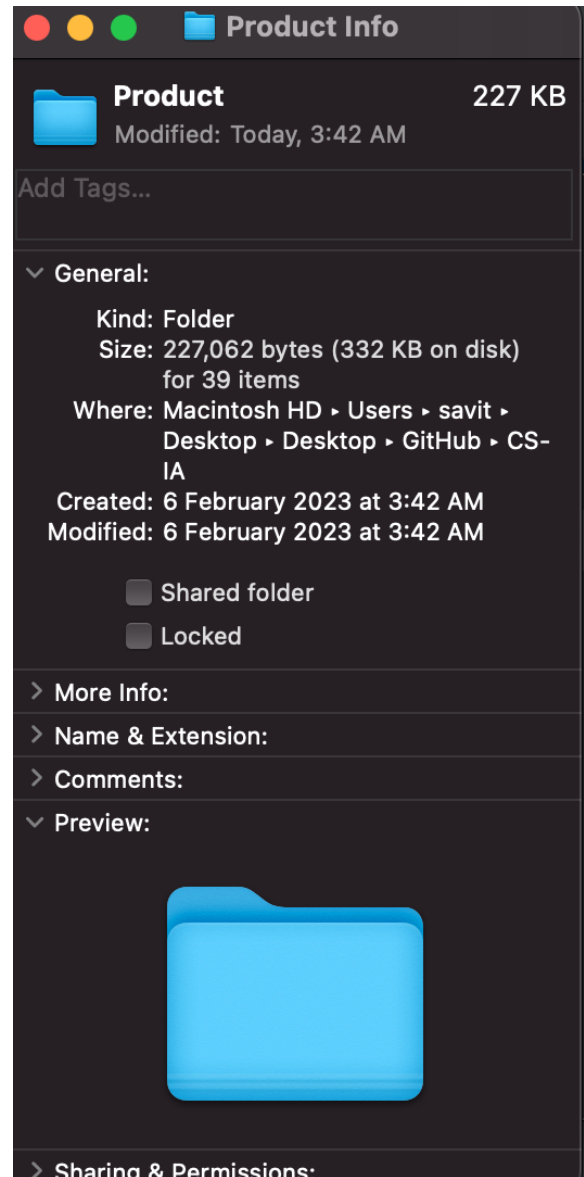 Product Info
Product 227 KB
Modified: Today, 3:42 AM
Add Tags...
General:
Kind: Folder
Size: 227,062 bytes (332 KB on disk)
for 39 items
Where: Macintosh HD ▸ Users ▸ savit ▸
Desktop ▸ Desktop ▸ GitHub ▸ CS-
IA
Created: 6 February 2023 at 3:42 AM
Modified: 6 February 2023 at 3:42 AM
Shared folder
Locked
More Info:
Name & Extension:
Comments:
Preview:
Sharing & Permissions: